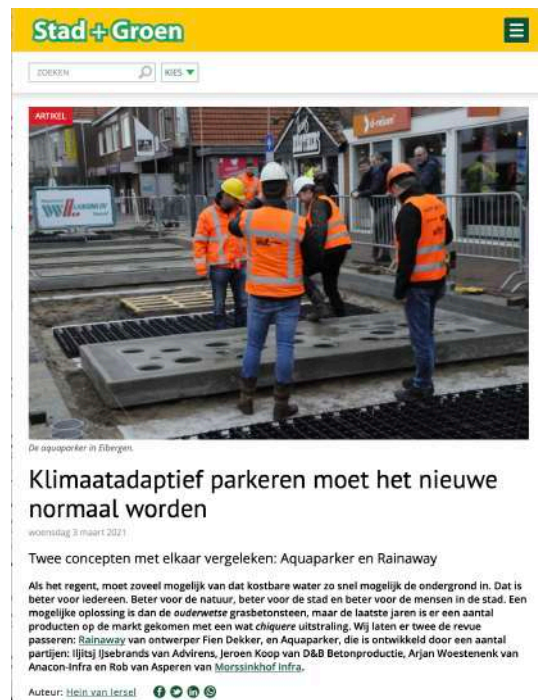 Stad + Groen
ZOEKEN
KIES
ARTIKEL
De aquaparker in Eibergen.
Klimaatadaptief parkeren moet het nieuwe
normaal worden
woensdag 3 maart 2021
Twee concepten met elkaar vergeleken: Aquaparker en Rainaway
Als het regent, moet zoveel mogelijk van dat kostbare water zo snel mogelijk de ondergrond in. Dat is
beter voor iedereen. Beter voor de natuur, beter voor de stad en beter voor de mensen in de stad. Een
mogelijke oplossing is dan de ouderwetse grasbetonsteen, maar de laatste jaren is er een aantal
producten op de markt gekomen met een wat chiquere uitstraling. Wij laten er twee de revue
passeren: Rainaway van ontwerper Fien Dekker, en Aquaparker, die is ontwikkeld door een aantal
partijen: Iljitsj IJsebrands van Advirens, Jeroen Koop van D&B Betonproductie, Arjan Woestenenk van
Anacon-Infra en Rob van Asperen van Morssinkhof Infra.
Auteur: Hein van Iersel